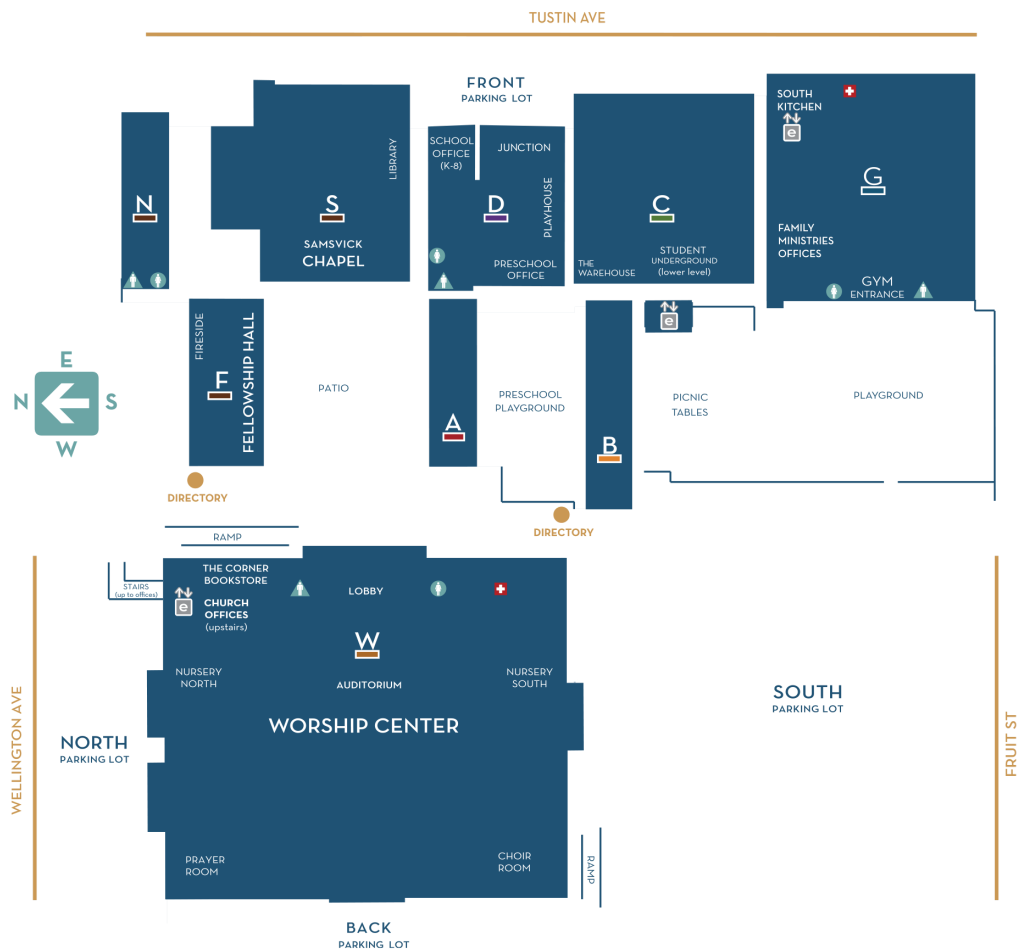 TUSTIN AVE
FRONT
PARKING LOT
SOUTH
KITCHEN
e
G
FAMILY
MINISTRIES
OFFICES
GYM
ENTRANCE
N
S
SAMSVICK
CHAPEL
LIBRARY
SCHOOL
OFFICE
(K-8)
JUNCTION
D
PLAYHOUSE
PRESCHOOL
OFFICE
C
THE
WAREHOUSE
STUDENT
UNDERGROUND
(lower level)
e
FIRESIDE
F
FELLOWSHIP HALL
PATIO
A
PRESCHOOL
PLAYGROUND
B
PICNIC
TABLES
PLAYGROUND
E
N
S
W
DIRECTORY
DIRECTORY
RAMP
STAIRS
(up to offices)
THE CORNER
BOOKSTORE
e
CHURCH
OFFICES
(upstairs)
LOBBY
W
AUDITORIUM
NURSERY
NORTH
NURSERY
SOUTH
WORSHIP CENTER
PRAYER
ROOM
CHOIR
ROOM
RAMP
WELLINGTON AVE
NORTH
PARKING LOT
SOUTH
PARKING LOT
FRUIT ST
BACK
PARKING LOT